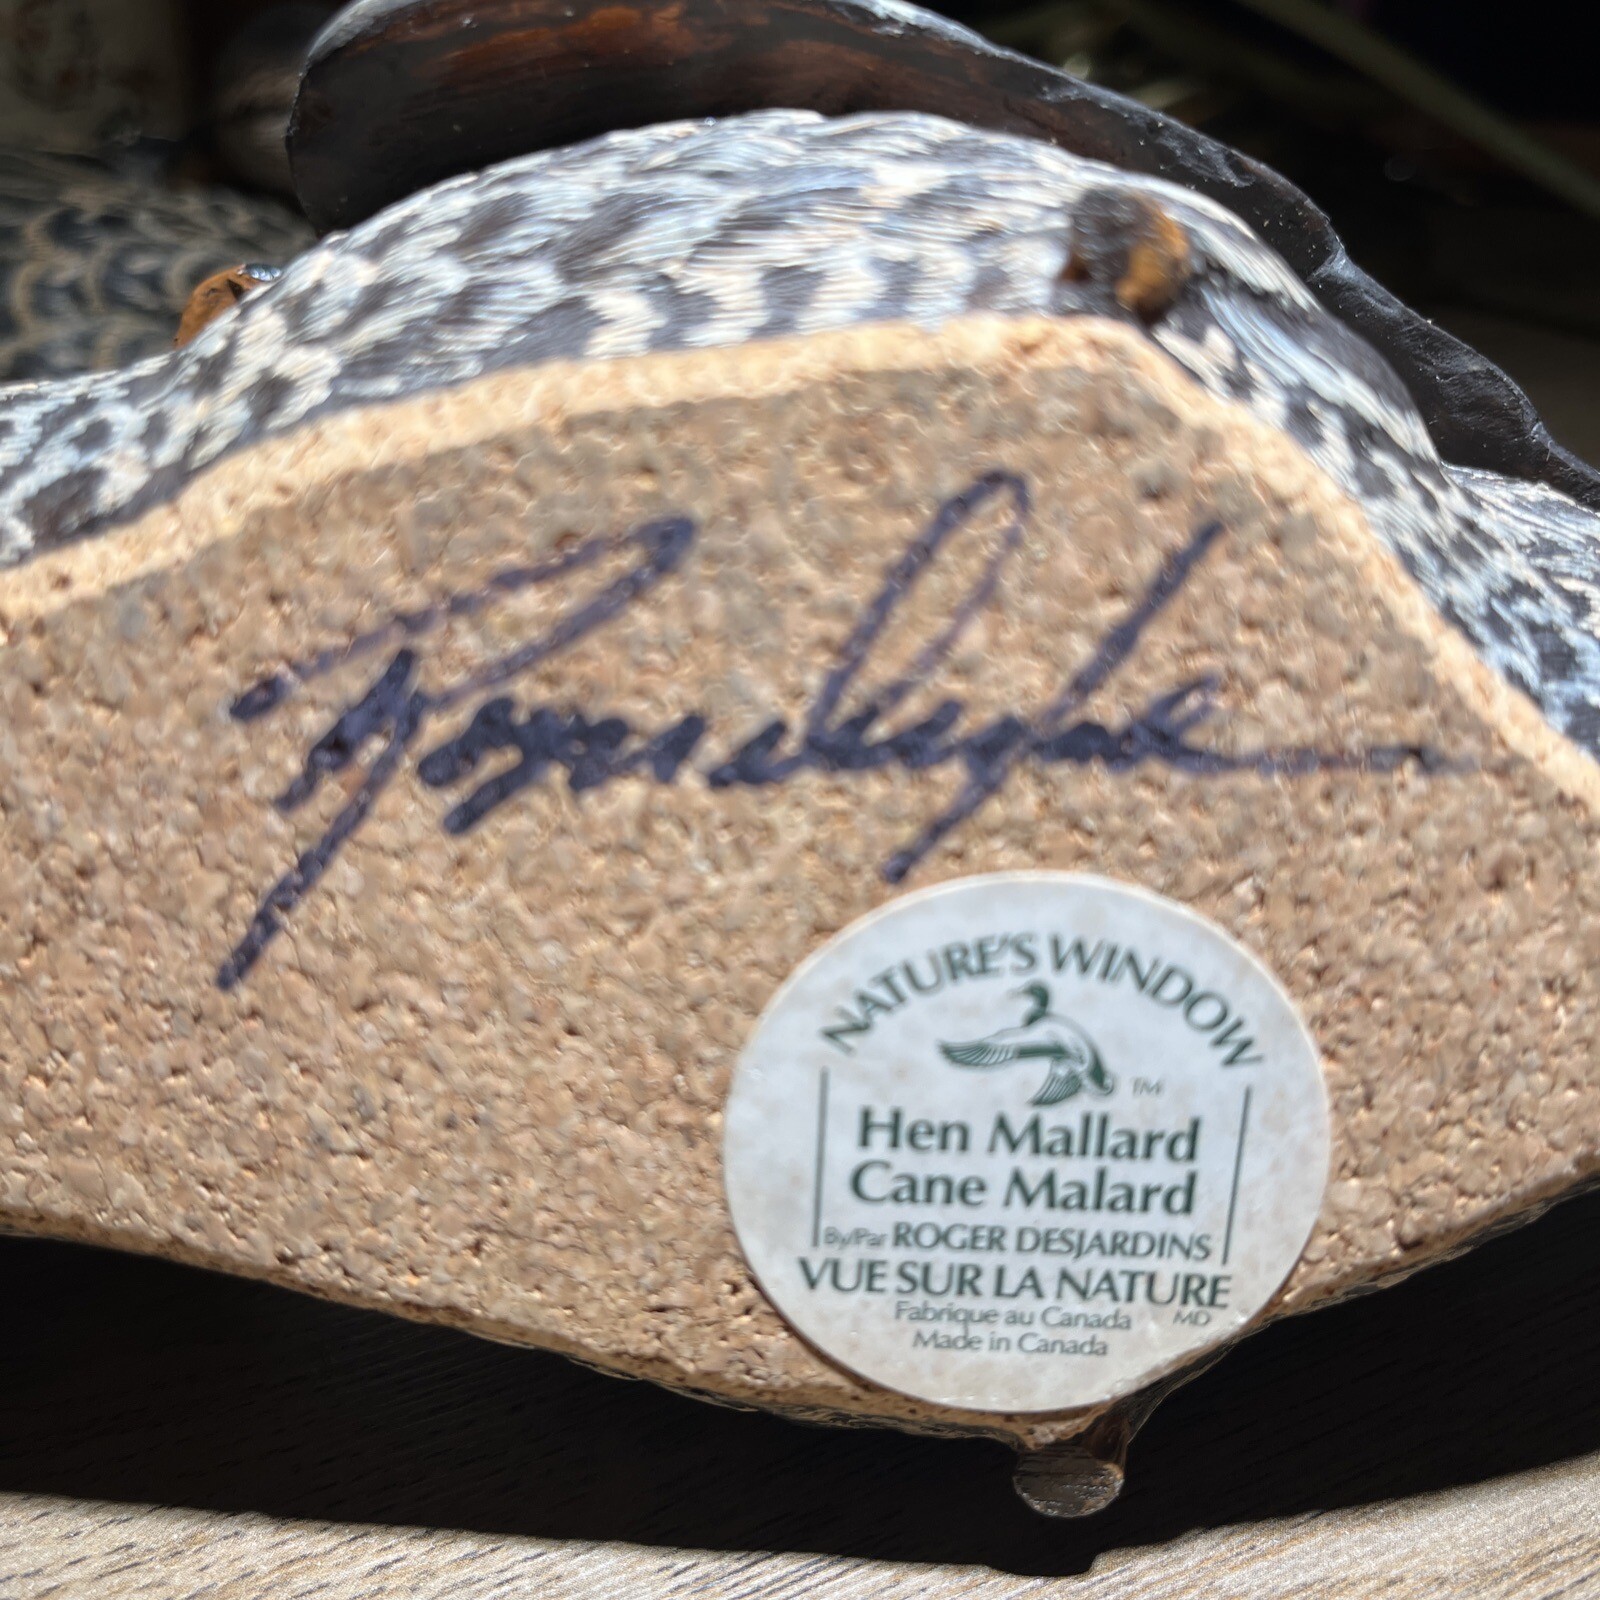 NATURE'S WINDOW
TM
Hen Mallard
Cane Malard
By/Par ROGER DESJARDINS
VUE SUR LA NATURE
MD
Fabrique au Canada
Made in Canada